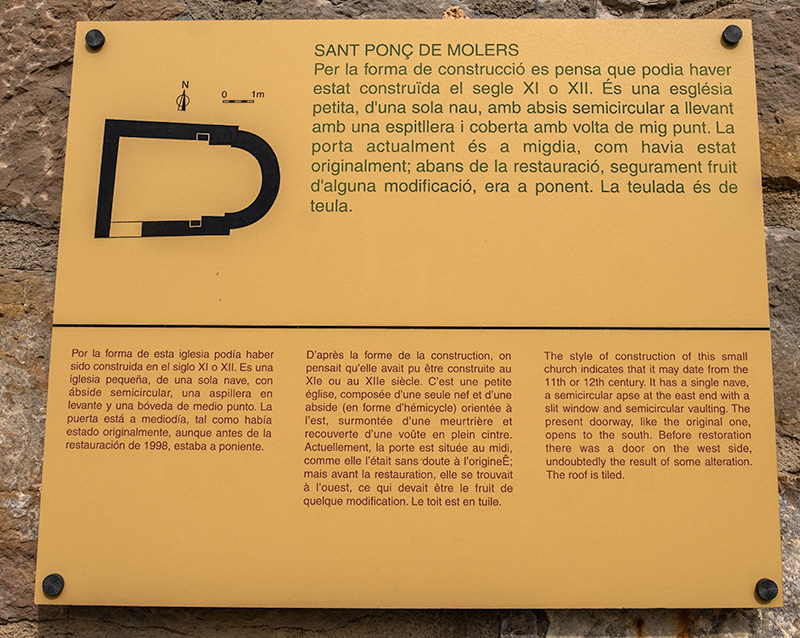 SANT PONÇ DE MOLERS
Per la forma de construcció es pensa que podia haver
estat construïda el segle XI o XII. És una església
petita, d'una sola nau, amb absis semicircular a llevant
amb una espitllera i coberta amb volta de mig punt. La
porta actualment és a migdia, com havia estat
originalment; abans de la restauració, segurament fruit
d'alguna modificació, era a ponent. La teulada és de
teula.
N
0 1m
Por la forma de esta iglesia podía haber
sido construida en el siglo XI o XII. Es una
iglesia pequeña, de una sola nave, con
ábside semicircular, una aspillera en
levante y una bóveda de medio punto. La
puerta está a mediodía, tal como había
estado originalmente, aunque antes de la
restauración de 1998, estaba a poniente.
D'après la forme de la construction, on
pensait qu'elle avait pu être construite au
XIe ou au XIIe siècle. C'est une petite
église, composée d'une seule nef et d'une
abside (en forme d'hémicycle) orientée à
l'est, surmontée d'une meurtrière et
recouverte d'une voûte en plein cintre.
Actuellement, la porte est située au midi,
comme elle l'était sans doute à l'origineÊ;
mais avant la restauration, elle se trouvait
à l'ouest, ce qui devait être le fruit de
quelque modification. Le toit est en tuile.
The style of construction of this small
church indicates that it may date from the
11th or 12th century. It has a single nave,
a semicircular apse at the east end with a
slit window and semicircular vaulting. The
present doorway, like the original one,
opens to the south. Before restoration
there was a door on the west side,
undoubtedly the result of some alteration.
The roof is tiled.